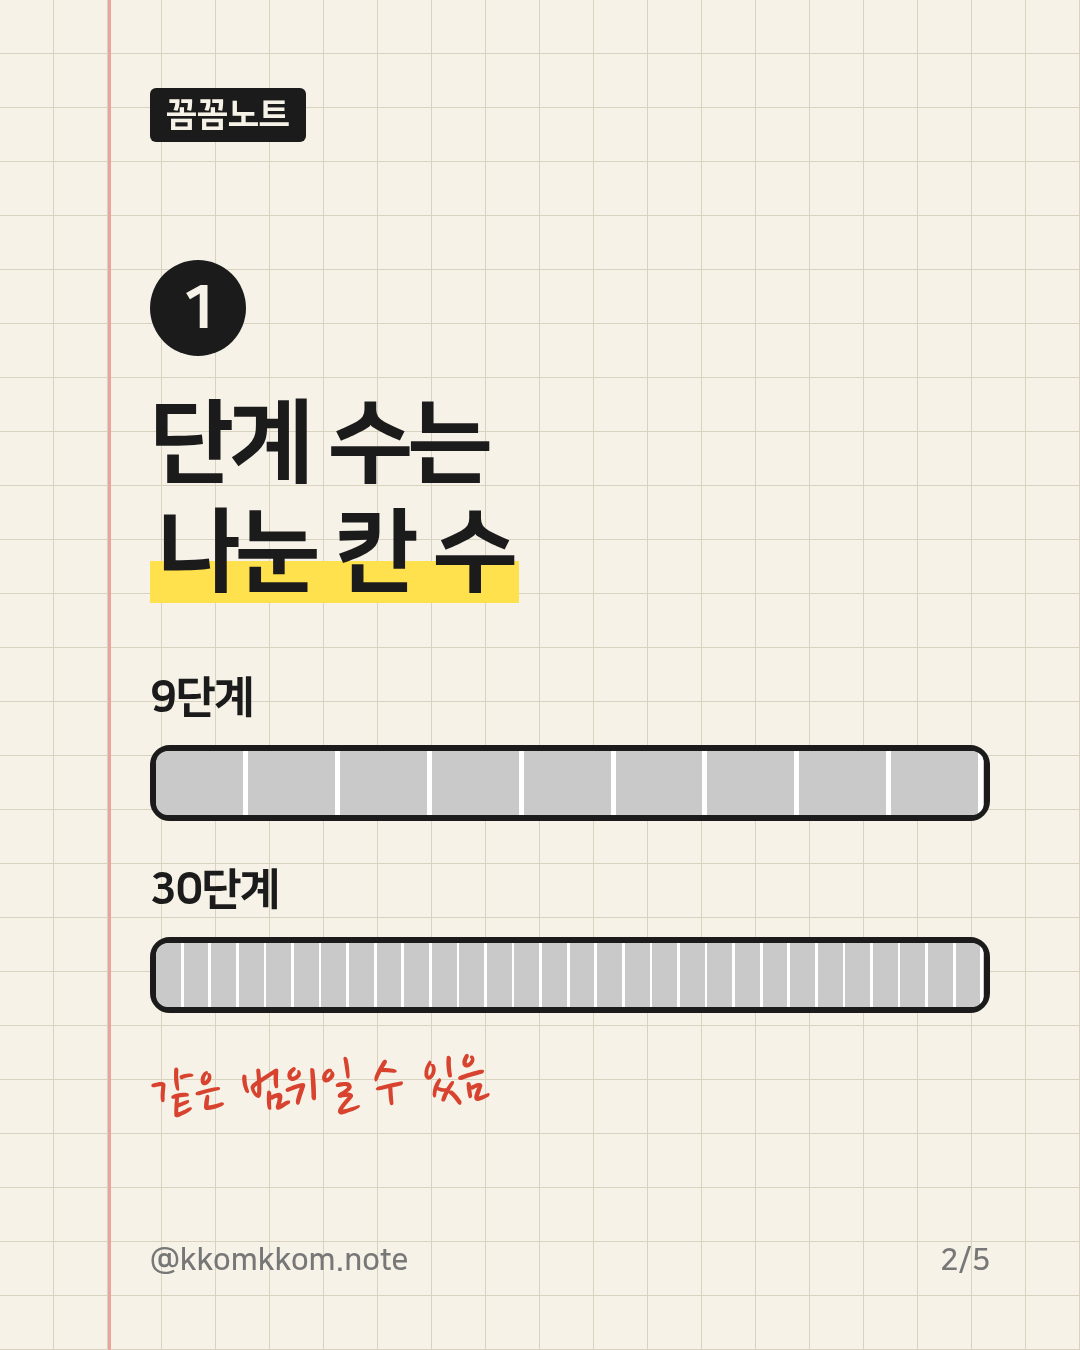 꼼꼼노트
1
단계 수는
나눈 칸 수
9단계
30단계
같은 범위일 수 있음
@kkomkkom.note
2/5